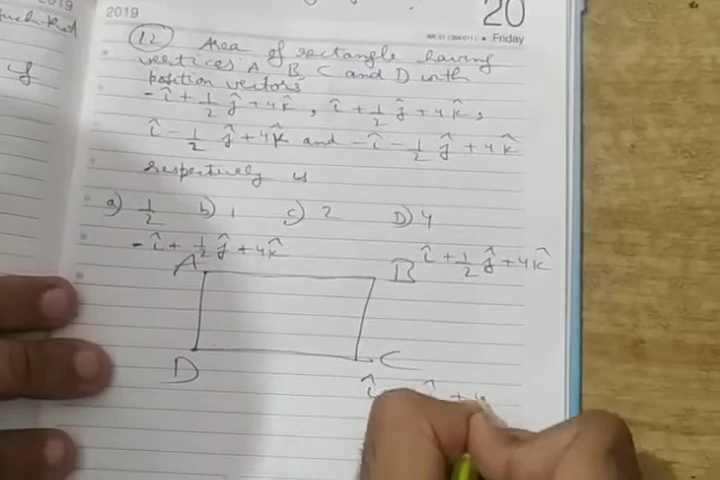 2019
20
Friday
12 Area of rectangle having
vertices A B C and D with
position vectors
-î + 1/2 ĵ + 4k̂, î + 1/2 ĵ + 4k̂,
î - 1/2 ĵ + 4k̂ and -î - 1/2 ĵ + 4k̂
respectively is
a) 1/2 b) 1 c) 2 D) 4
-î + 1/2 ĵ + 4k̂
A B î + 1/2 ĵ + 4k̂
D C
î